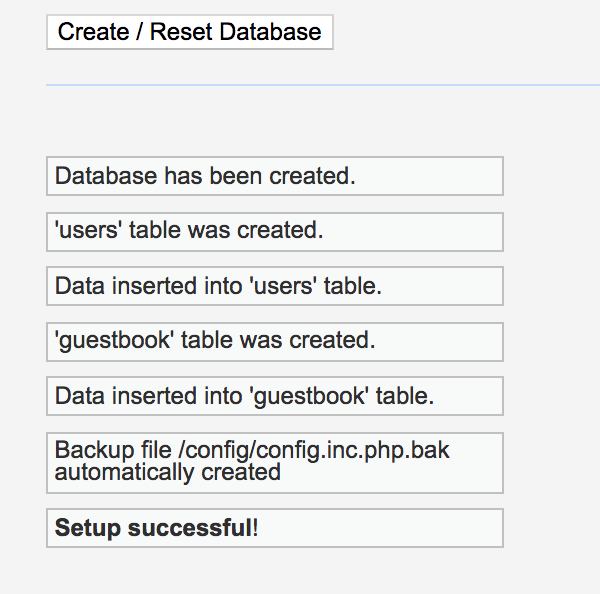 Create / Reset Database
Database has been created.
'users' table was created.
Data inserted into 'users' table.
'guestbook' table was created.
Data inserted into 'guestbook' table.
Backup file /config/config.inc.php.bak
automatically created
Setup successful!